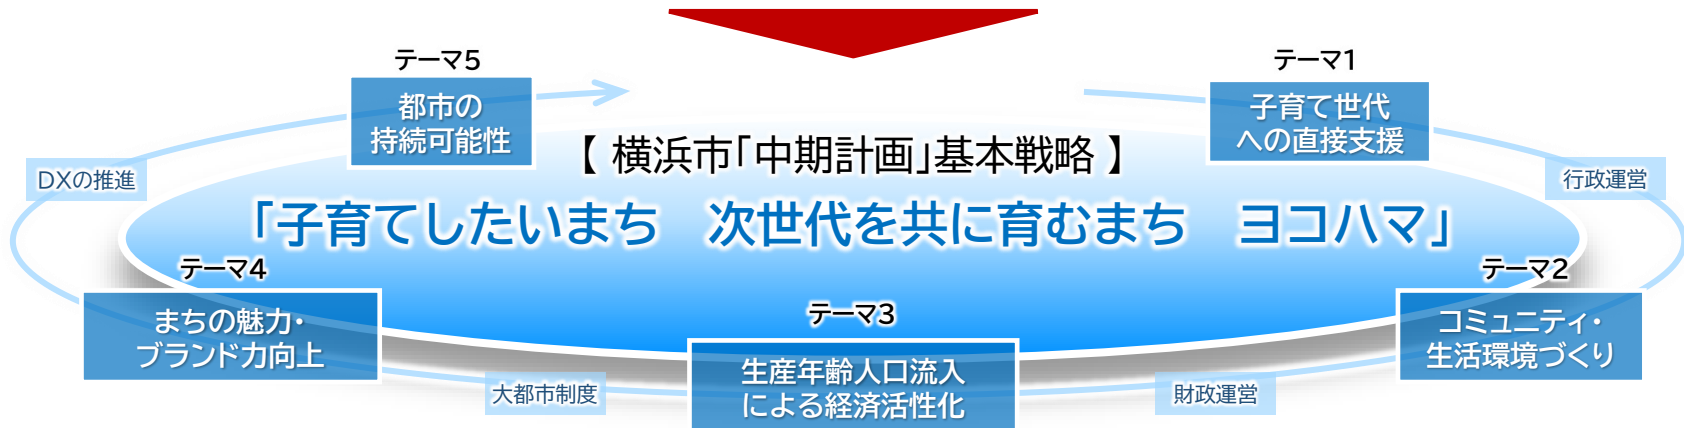 テーマ5
都市の
持続可能性
テーマ1
子育て世代
への直接支援
【 横浜市「中期計画」基本戦略 】
「子育てしたいまち　次世代を共に育むまち　ヨコハマ」
DXの推進
行政運営
テーマ4
まちの魅力・
ブランド力向上
テーマ2
コミュニティ・
生活環境づくり
テーマ3
生産年齢人口流入
による経済活性化
大都市制度
財政運営